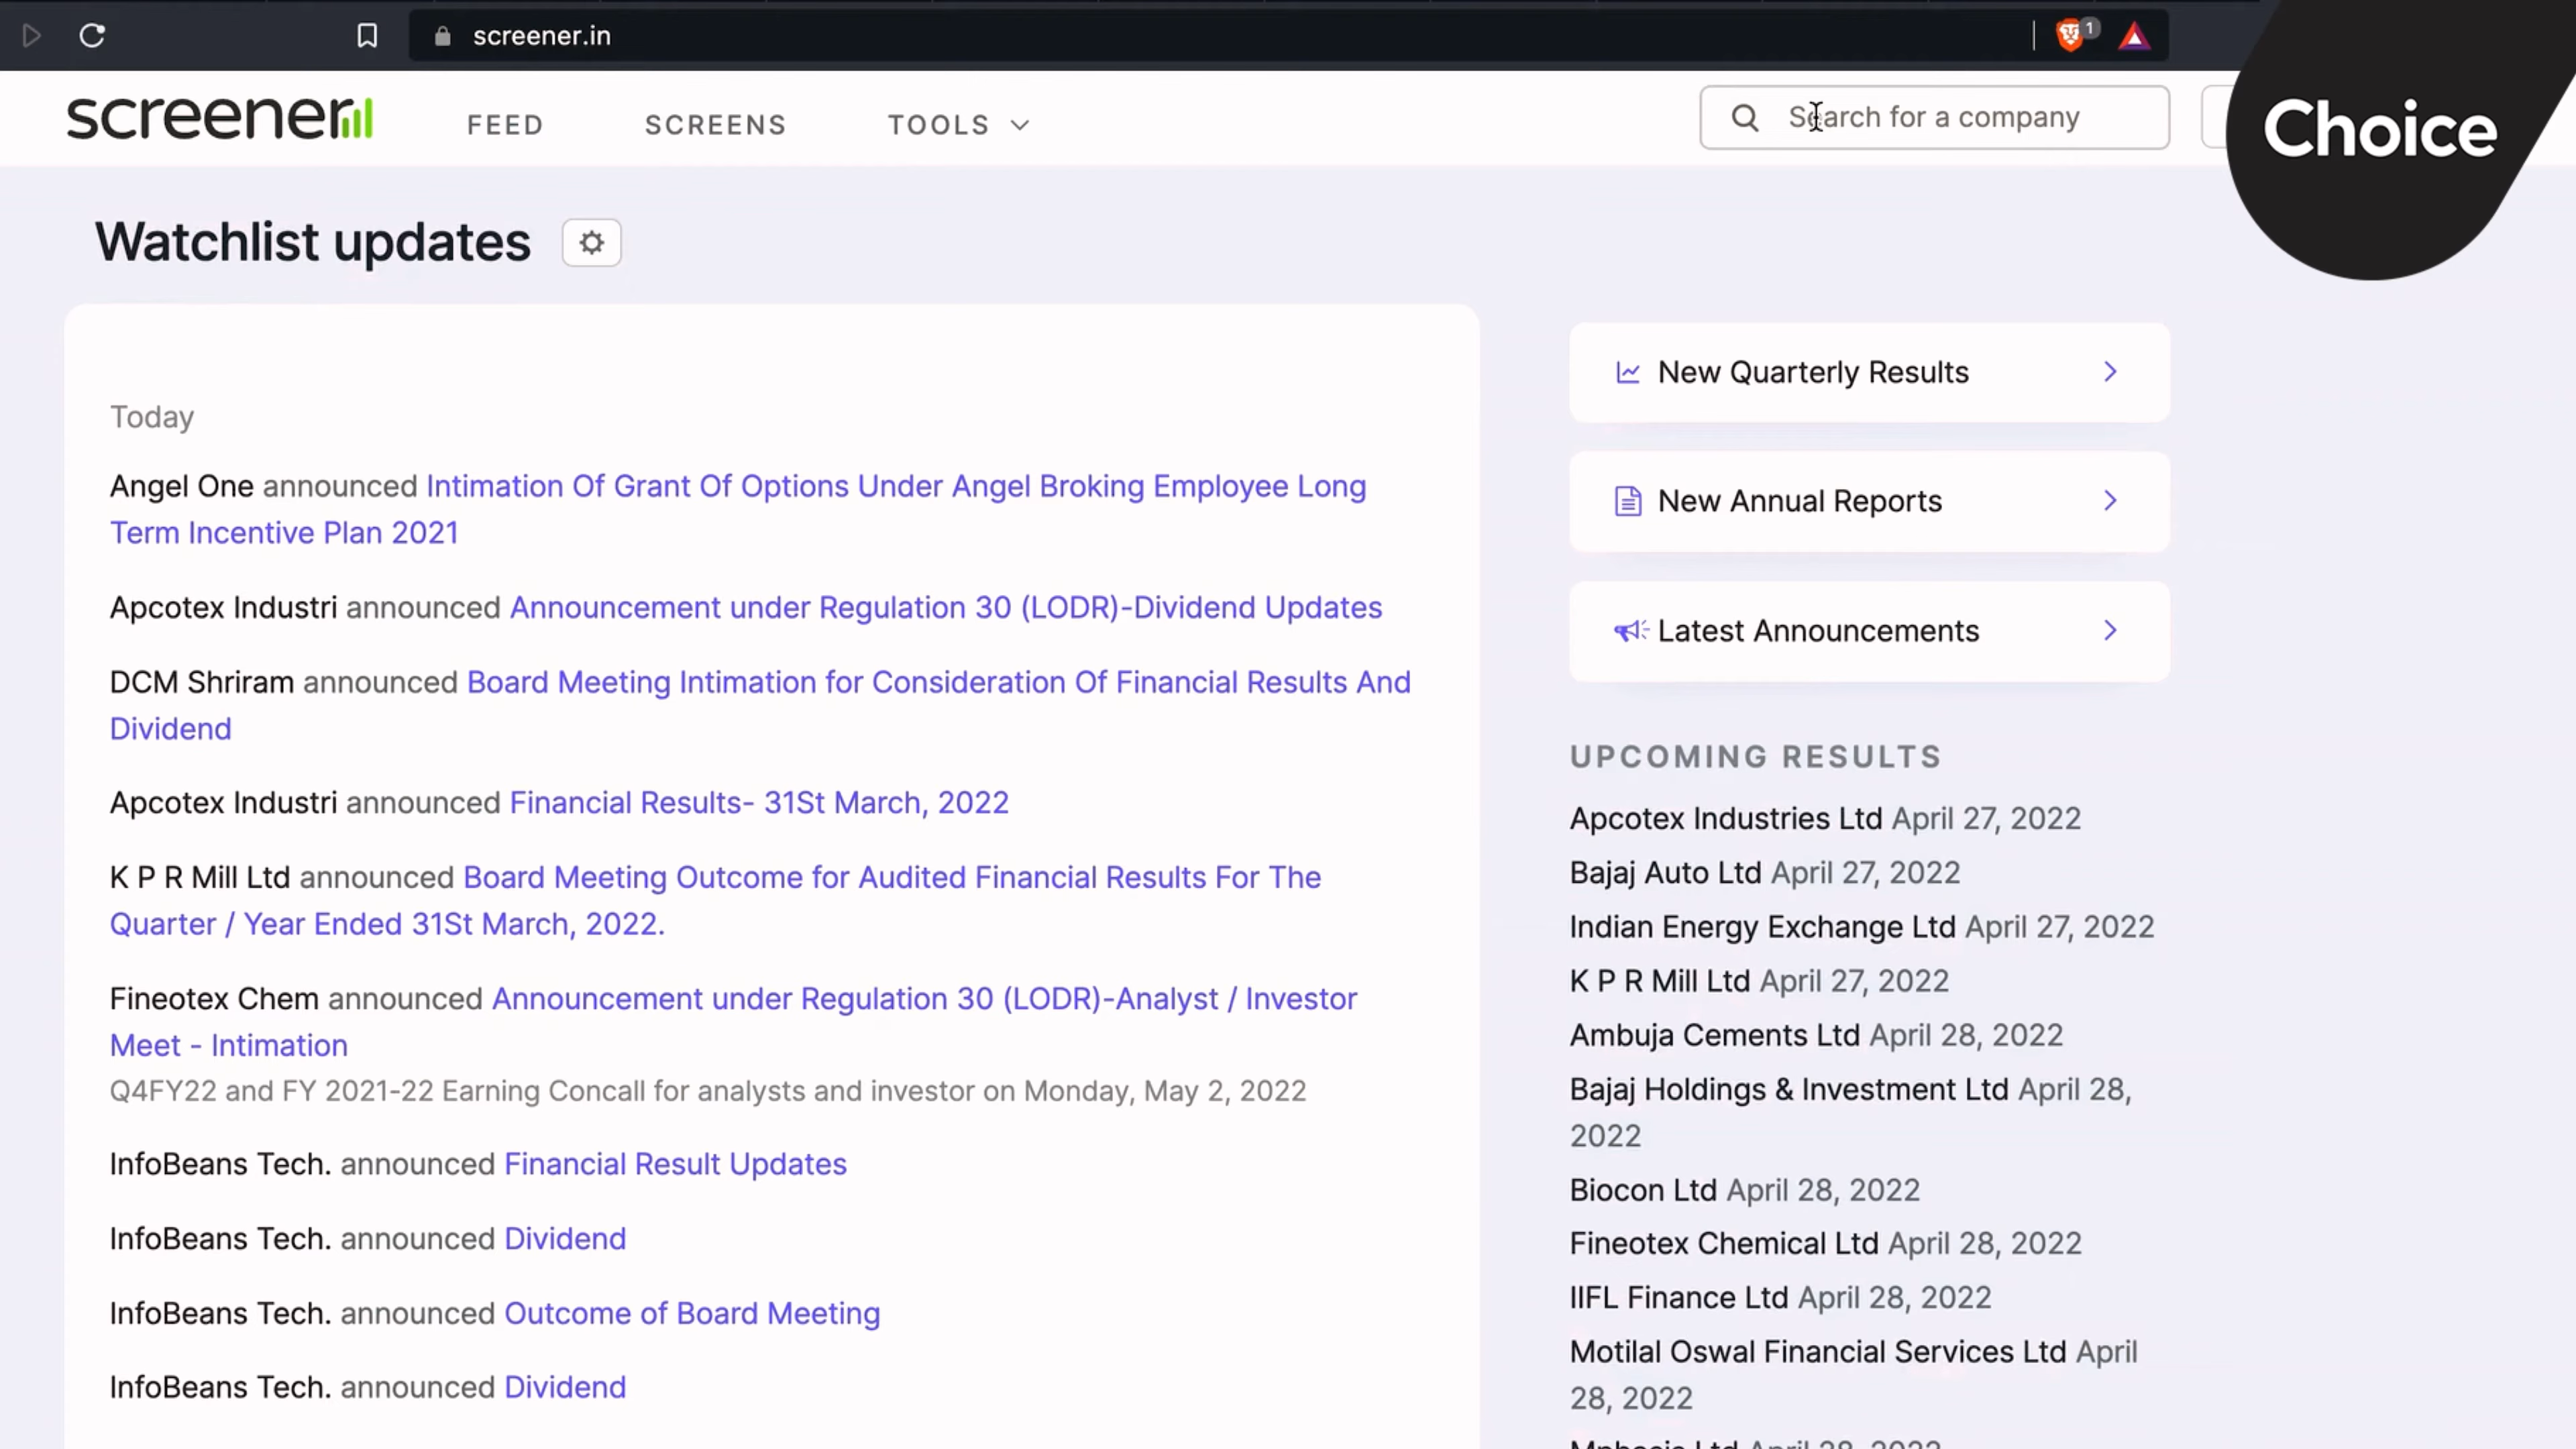 screener.in
1
screener
FEED
SCREENS
TOOLS
Search for a company
Choice
Watchlist updates
Today
Angel One announced Intimation Of Grant Of Options Under Angel Broking Employee Long
Term Incentive Plan 2021
Apcotex Industri announced Announcement under Regulation 30 (LODR)-Dividend Updates
DCM Shriram announced Board Meeting Intimation for Consideration Of Financial Results And
Dividend
Apcotex Industri announced Financial Results- 31St March, 2022
K P R Mill Ltd announced Board Meeting Outcome for Audited Financial Results For The
Quarter / Year Ended 31St March, 2022.
Fineotex Chem announced Announcement under Regulation 30 (LODR)-Analyst / Investor
Meet - Intimation
Q4FY22 and FY 2021-22 Earning Concall for analysts and investor on Monday, May 2, 2022
InfoBeans Tech. announced Financial Result Updates
InfoBeans Tech. announced Dividend
InfoBeans Tech. announced Outcome of Board Meeting
InfoBeans Tech. announced Dividend
New Quarterly Results
New Annual Reports
Latest Announcements
UPCOMING RESULTS
Apcotex Industries Ltd April 27, 2022
Bajaj Auto Ltd April 27, 2022
Indian Energy Exchange Ltd April 27, 2022
K P R Mill Ltd April 27, 2022
Ambuja Cements Ltd April 28, 2022
Bajaj Holdings & Investment Ltd April 28,
2022
Biocon Ltd April 28, 2022
Fineotex Chemical Ltd April 28, 2022
IIFL Finance Ltd April 28, 2022
Motilal Oswal Financial Services Ltd April
28, 2022